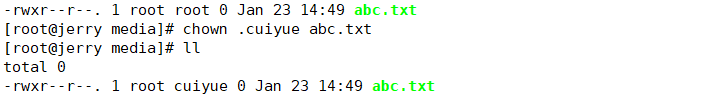 -rwxr--r--. 1 root root 0 Jan 23 14:49 abc.txt
[root@jerry media]# chown .cuiyue abc.txt
[root@jerry media]# ll
total 0
-rwxr--r--. 1 root cuiyue 0 Jan 23 14:49 abc.txt